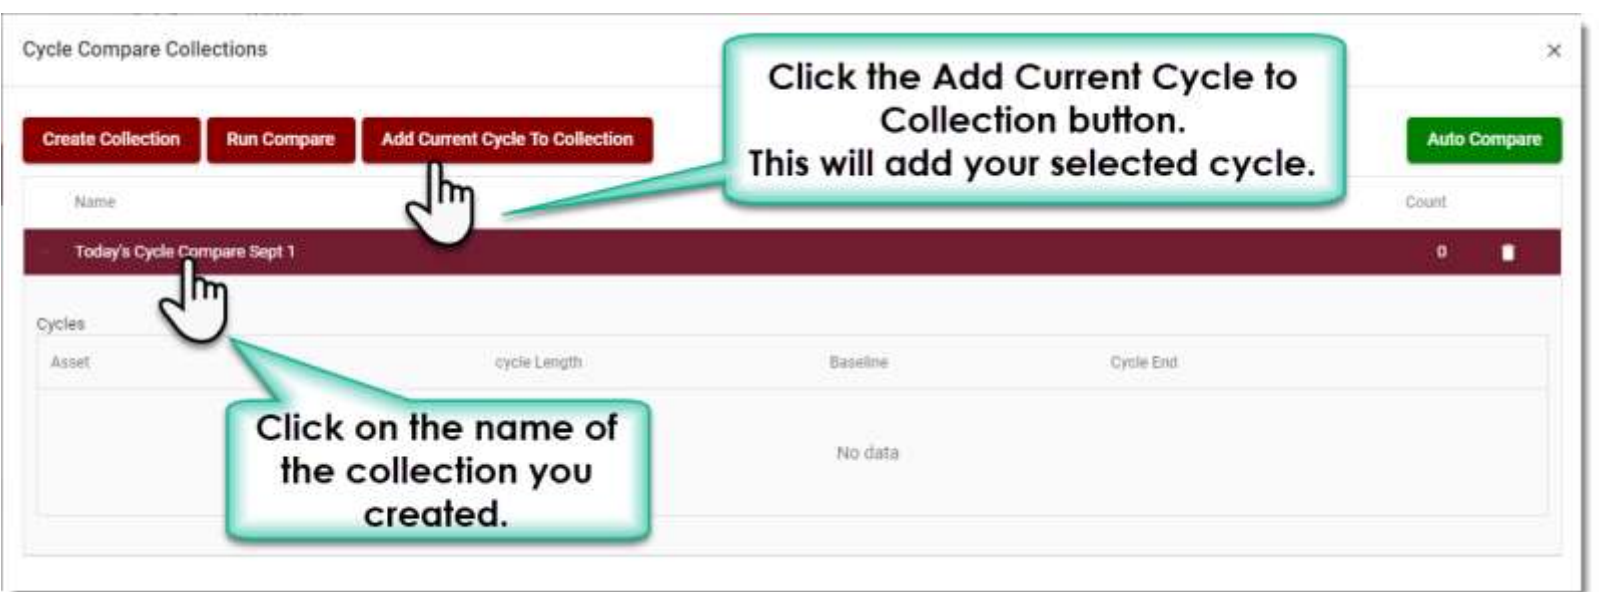 Cycle Compare Collections
Click the Add Current Cycle to
Collection button.
This will add your selected cycle.
Create Collection
Run Compare
Add Current Cycle To Collection
Auto Compare
Name
Count
Today's Cycle Compare Sept 1
0
Cycles
Asset
cycle Length
Baseline
Cycle End
Click on the name of
the collection you
created.
No data